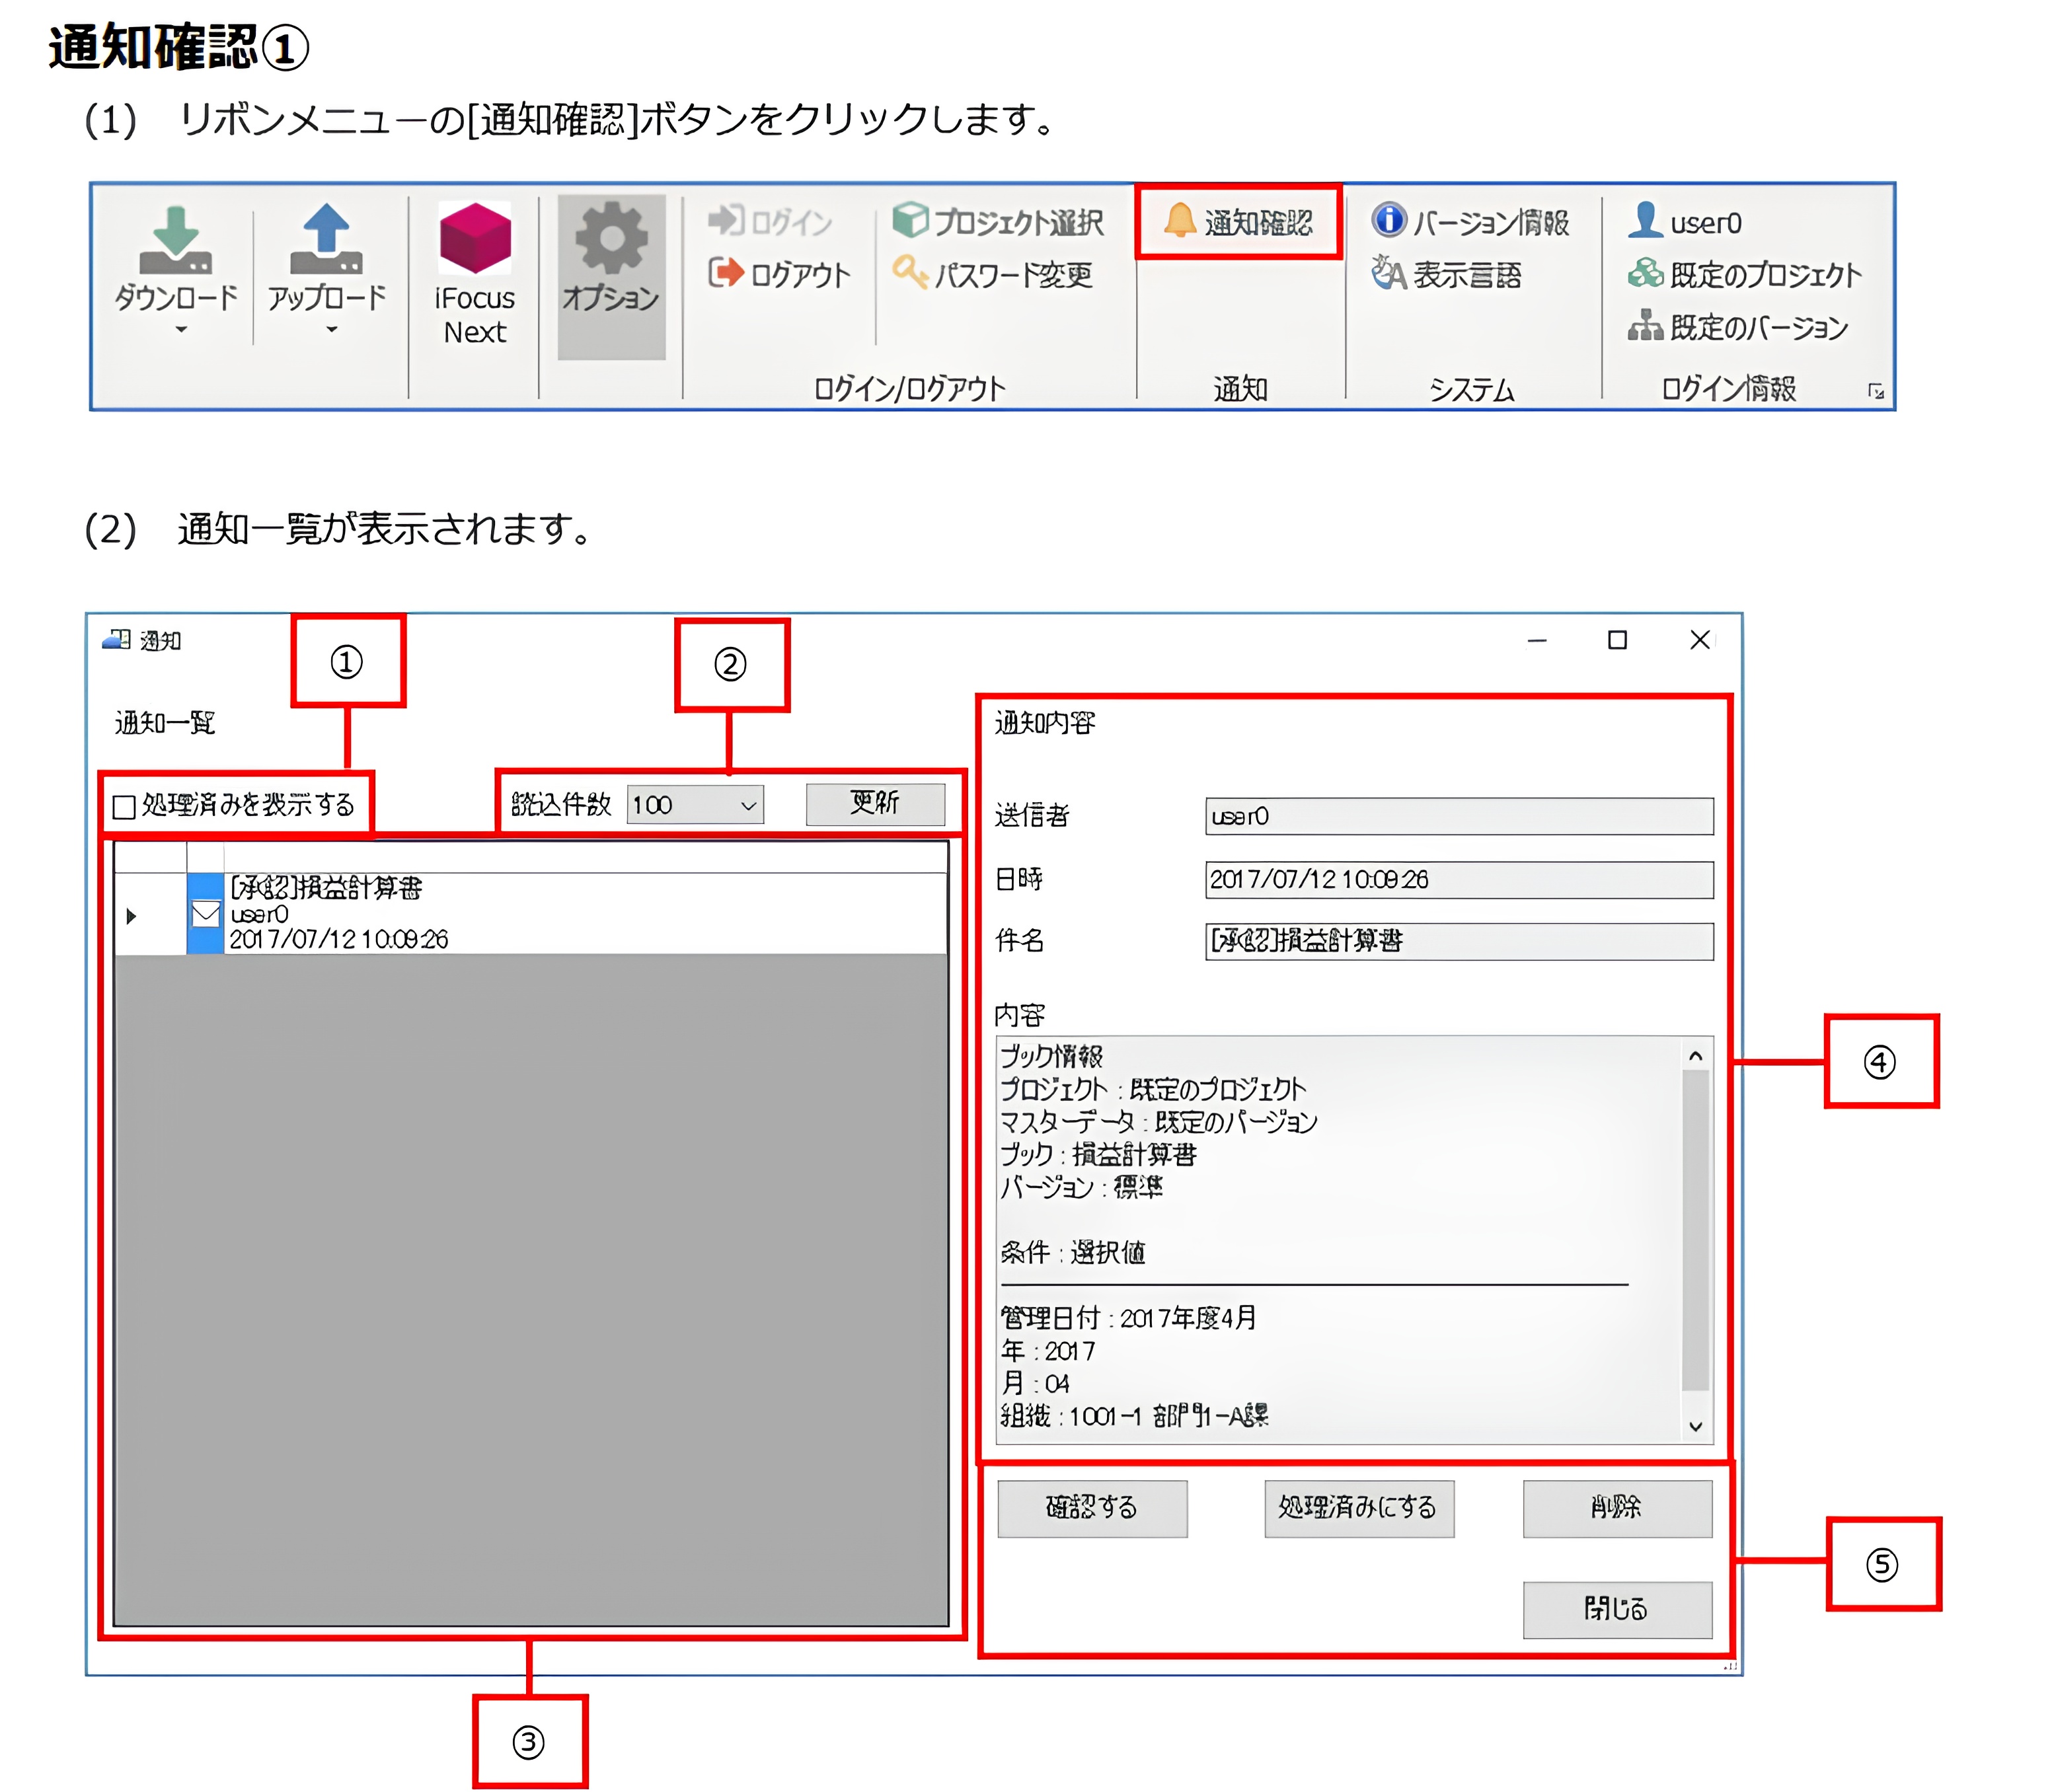 通知確認①
(1) リボンメニューの[通知確認]ボタンをクリックします。
ダウンロード
アップロード
iFocus
Next
オプション
ログイン
ログアウト
プロジェクト選択
パスワード変更
ログイン/ログアウト
通知確認
通知
バージョン情報
表示言語
システム
user0
既定のプロジェクト
既定のバージョン
ログイン情報
(2) 通知一覧が表示されます。
通知
①
②
通知一覧
処理済みを表示する
読込件数
100
更新
[承認]損益計算書
user0
2017/07/12 10:09:26
③
通知内容
送信者
user0
日時
2017/07/12 10:09:26
件名
[承認]損益計算書
内容
ブック情報
プロジェクト : 既定のプロジェクト
マスターデータ : 既定のバージョン
ブック : 損益計算書
バージョン : 標準
条件 : 選択値
管理日付 : 2017年度4月
年 : 2017
月 : 04
組織 : 1001-1 部門1-A課
④
確認する
処理済みにする
削除
閉じる
⑤